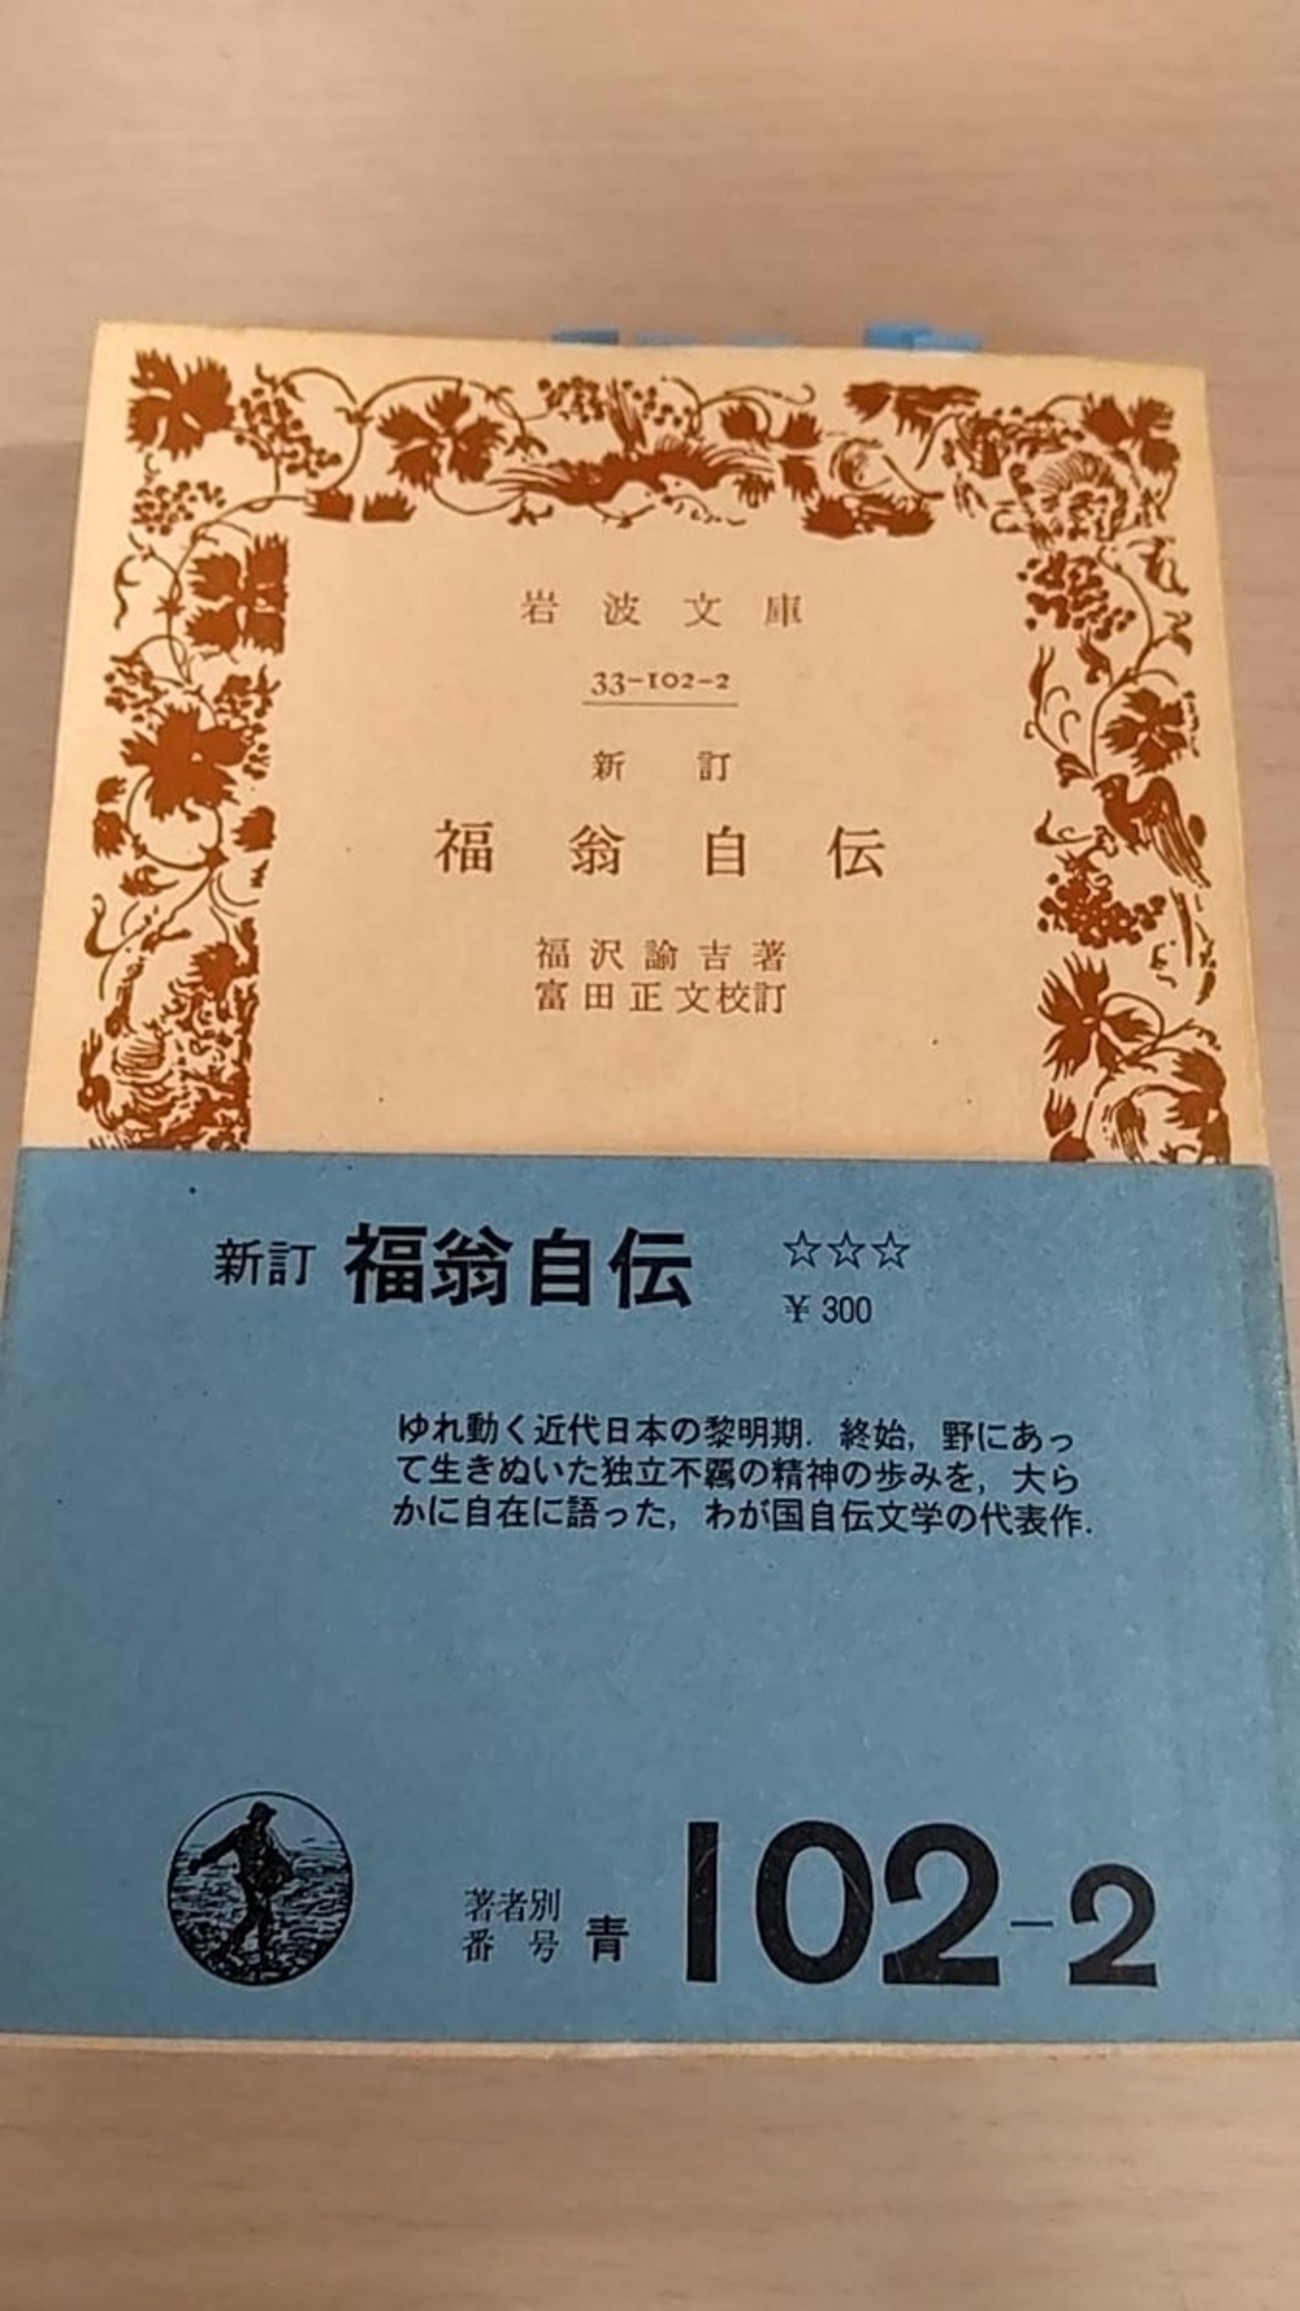 岩波文庫
33-102-2
新訂
福翁自伝
福沢諭吉著
富田正文校訂
新訂 福翁自伝 ☆☆☆
¥300
ゆれ動く近代日本の黎明期．終始，野にあっ
て生きぬいた独立不羈の精神の歩みを，大ら
かに自在に語った，わが国自伝文学の代表作．
著者別
番号 青 102-2